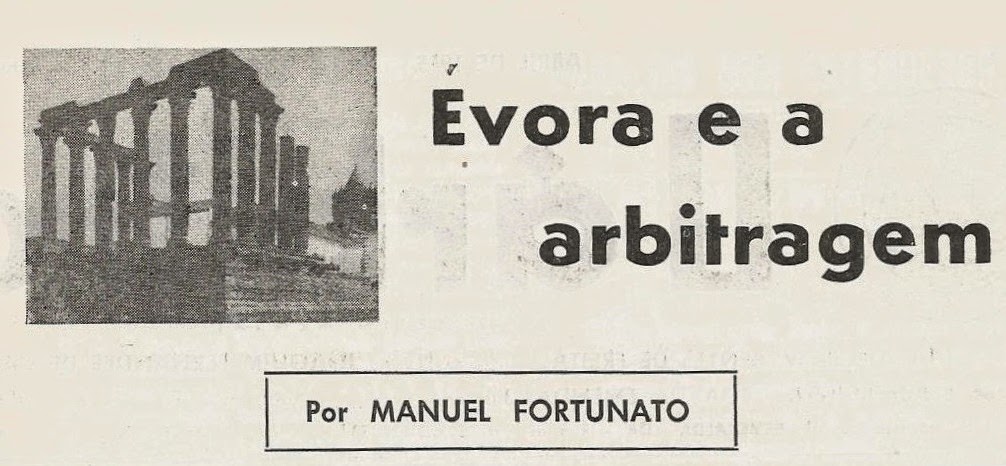 Évora e a
arbitragem
Por MANUEL FORTUNATO